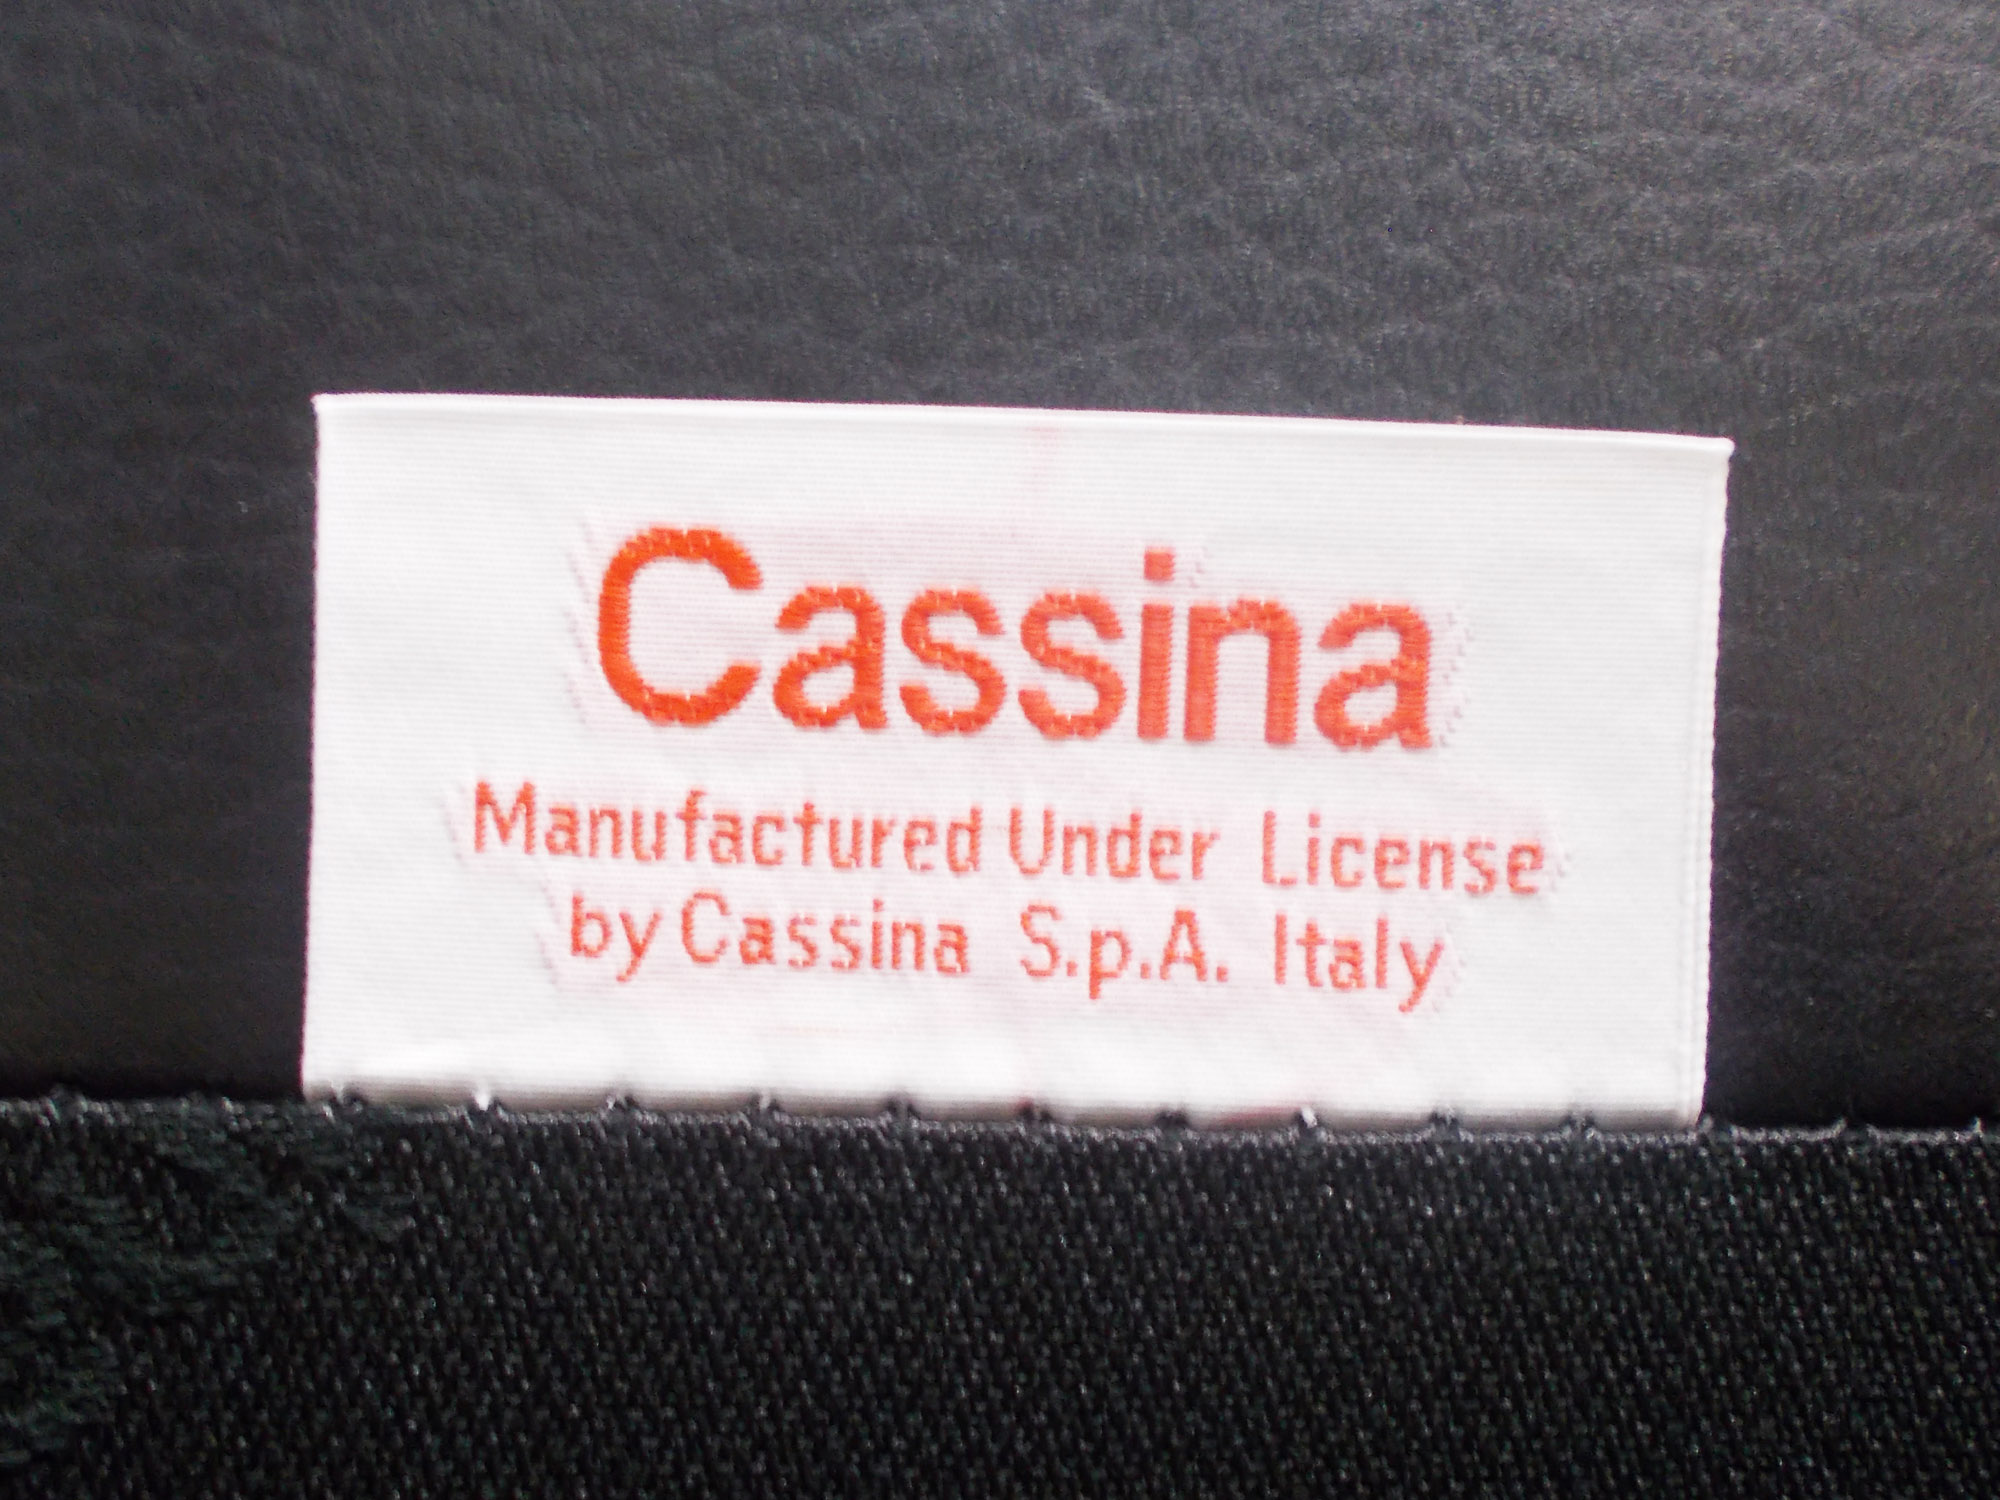 Cassina
Manufactured Under License
by Cassina S.p.A. Italy